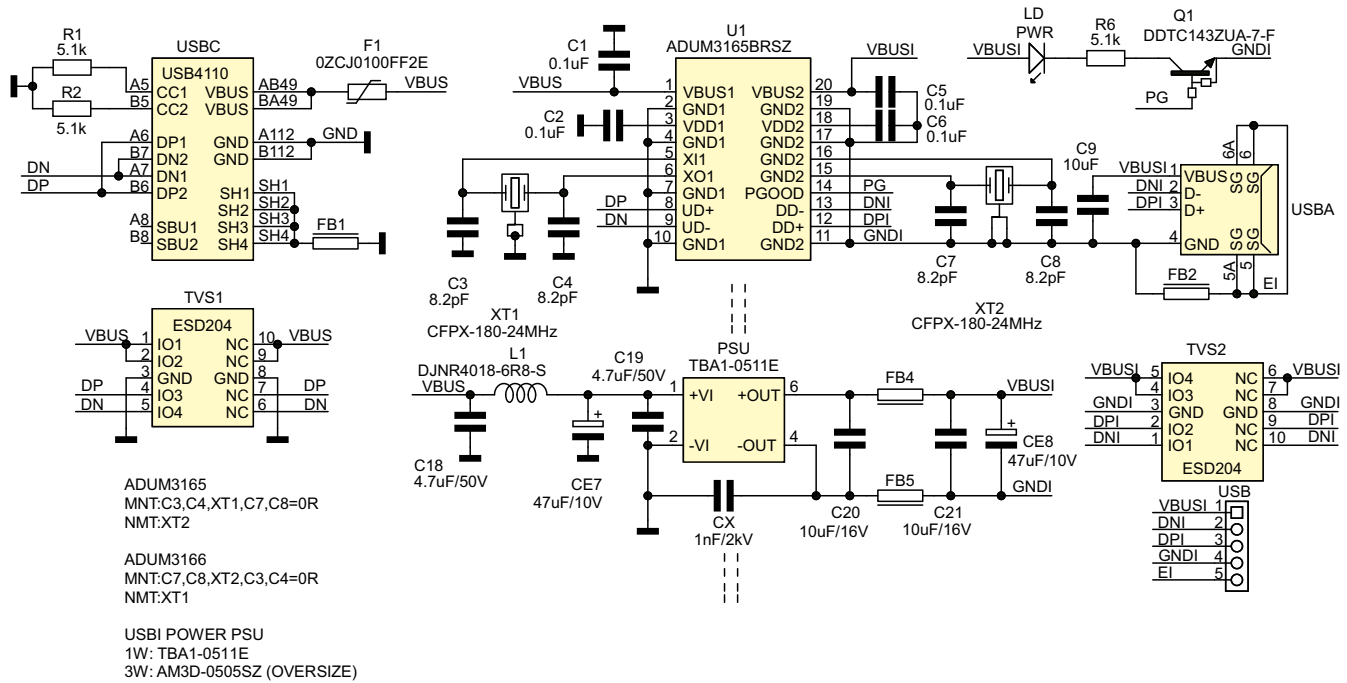 R1
5.1k
R2
5.1k
USBC
USB4110
A5 CC1
B5 CC2
A6 DP1
B7 DN2
A7 DN1
B6 DP2
A8 SBU1
B8 SBU2
VBUS AB49
VBUS BA49
GND A112
GND B112
SH1 SH1
SH2 SH2
SH3 SH3
SH4 SH4
DN
DP
F1
0ZCJ0100FF2E
VBUS
GND
FB1
C1
0.1uF
VBUS
C2
0.1uF
U1
ADUM3165BRSZ
1 VBUS1
2 GND1
3 VDD1
4 GND1
5 XI1
6 XO1
7 GND1
8 UD+
9 UD-
10 GND1
VBUS2 20
GND2 19
VDD2 18
GND2 17
GND2 16
GND2 15
PGOOD 14
DD- 13
DD+ 12
GND2 11
DP
DN
C3
8.2pF
C4
8.2pF
XT1
CFPX-180-24MHz
VBUSI
C5
0.1uF
C6
0.1uF
PG
DNI
DPI
GNDI
C7
8.2pF
C8
8.2pF
XT2
CFPX-180-24MHz
LD
PWR
VBUSI
R6
5.1k
Q1
DDTC143ZUA-7-F
GNDI
PG
C9
10uF
VBUSI 1 VBUS
DNI 2 D-
DPI 3 D+
4 GND
6A SG
6 SG
5A SG
5 SG
USBA
FB2
EI
TVS1
ESD204
VBUS
1 IO1
2 IO2
3 GND
DP 4 IO3
DN 5 IO4
NC 10 VBUS
NC 9
GND 8
NC 7 DP
NC 6 DN
L1
DJNR4018-6R8-S
VBUS
C18
4.7uF/50V
CE7
+
47uF/10V
C19
4.7uF/50V
PSU
TBA1-0511E
1 +VI
2 -VI
+OUT 6
-OUT 4
CX
1nF/2kV
C20
10uF/16V
FB4
FB5
C21
10uF/16V
VBUSI
+
CE8
47uF/10V
GNDI
TVS2
VBUSI 5 IO4
4 IO3
GNDI 3 GND
DPI 2 IO2
DNI 1 IO1
NC 6 VBUSI
NC 7
GND 8 GNDI
NC 9 DPI
NC 10 DNI
ESD204
USB
VBUSI 1
DNI 2
DPI 3
GNDI 4
EI 5
ADUM3165
MNT:C3,C4,XT1,C7,C8=0R
NMT:XT2
ADUM3166
MNT:C7,C8,XT2,C3,C4=0R
NMT:XT1
USBI POWER PSU
1W: TBA1-0511E
3W: AM3D-0505SZ (OVERSIZE)